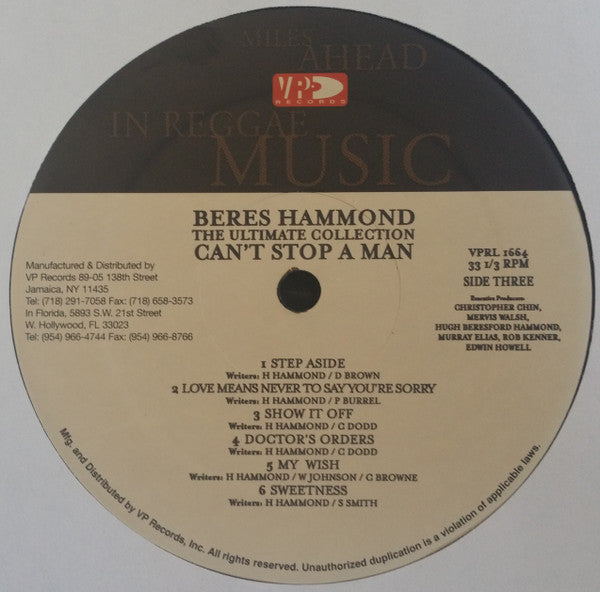 MILES
AHEAD
VP
RECORDS
IN REGGAE
MUSIC
BERES HAMMOND
THE ULTIMATE COLLECTION
CAN'T STOP A MAN
Manufactured & Distributed by
VP Records 89-05 138th Street
Jamaica, NY 11435
Tel: (718) 291-7058 Fax: (718) 658-3573
In Florida, 5893 S.W. 21st Street
W. Hollywood, FL 33023
Tel: (954) 966-4744 Fax: (954) 966-8766
VPRL 1664
33 1/3 RPM
SIDE THREE
Executive Producers:
CHRISTOPHER CHIN,
MERVIS WALSH,
HUGH BERESFORD HAMMOND,
MURRAY ELIAS, ROB KENNER,
EDWIN HOWELL
1 STEP ASIDE
Writers: H HAMMOND / D BROWN
2 LOVE MEANS NEVER TO SAY YOU'RE SORRY
Writers: H HAMMOND / P BURREL
3 SHOW IT OFF
Writers: H HAMMOND / C DODD
4 DOCTOR'S ORDERS
Writers: H HAMMOND / C DODD
5 MY WISH
Writers: H HAMMOND / W JOHNSON / C BROWNE
6 SWEETNESS
Writers: H HAMMOND / S SMITH
Mfg. and Distributed by VP Records, Inc. All rights reserved. Unauthorized duplication is a violation of applicable laws.